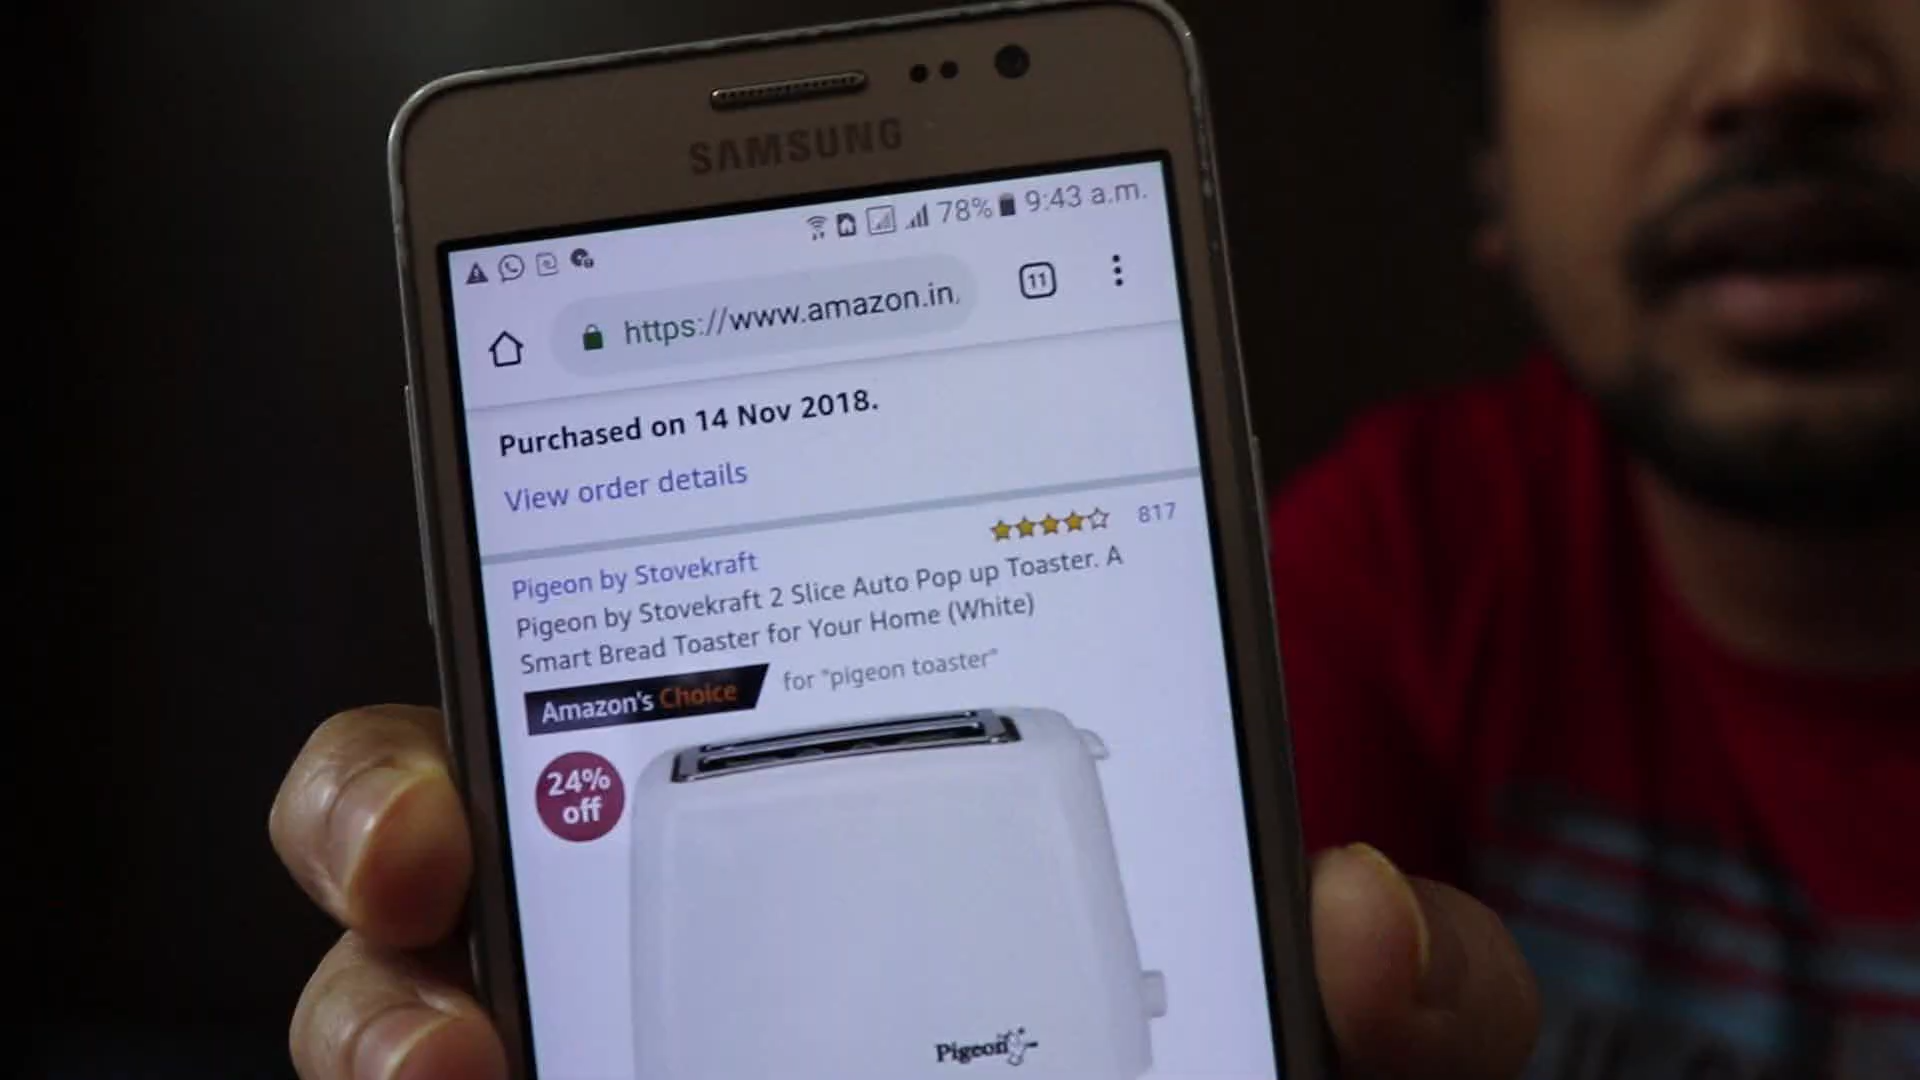 SAMSUNG
78% 9:43 a.m.
https://www.amazon.in
11
Purchased on 14 Nov 2018.
View order details
817
Pigeon by Stovekraft
Pigeon by Stovekraft 2 Slice Auto Pop up Toaster. A
Smart Bread Toaster for Your Home (White)
Amazon's Choice for "pigeon toaster"
24%
off
Pigeon